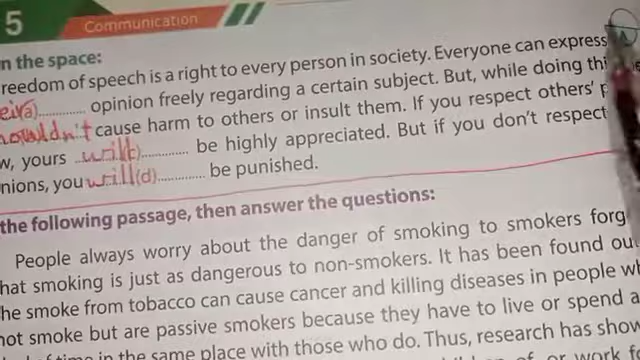 5 Communication
n the space:
reedom of speech is a right to every person in society. Everyone can express
eir(a).............. opinion freely regarding a certain subject. But, while doing thi
houldn't cause harm to others or insult them. If you respect others' p
w, yours will(c).............. be highly appreciated. But if you don't respect
nions, you will(d).............. be punished.
the following passage, then answer the questions:
People always worry about the danger of smoking to smokers forg
hat smoking is just as dangerous to non-smokers. It has been found ou
he smoke from tobacco can cause cancer and killing diseases in people wh
not smoke but are passive smokers because they have to live or spend a
of time in the same place with those who do. Thus, research has show
of or work f